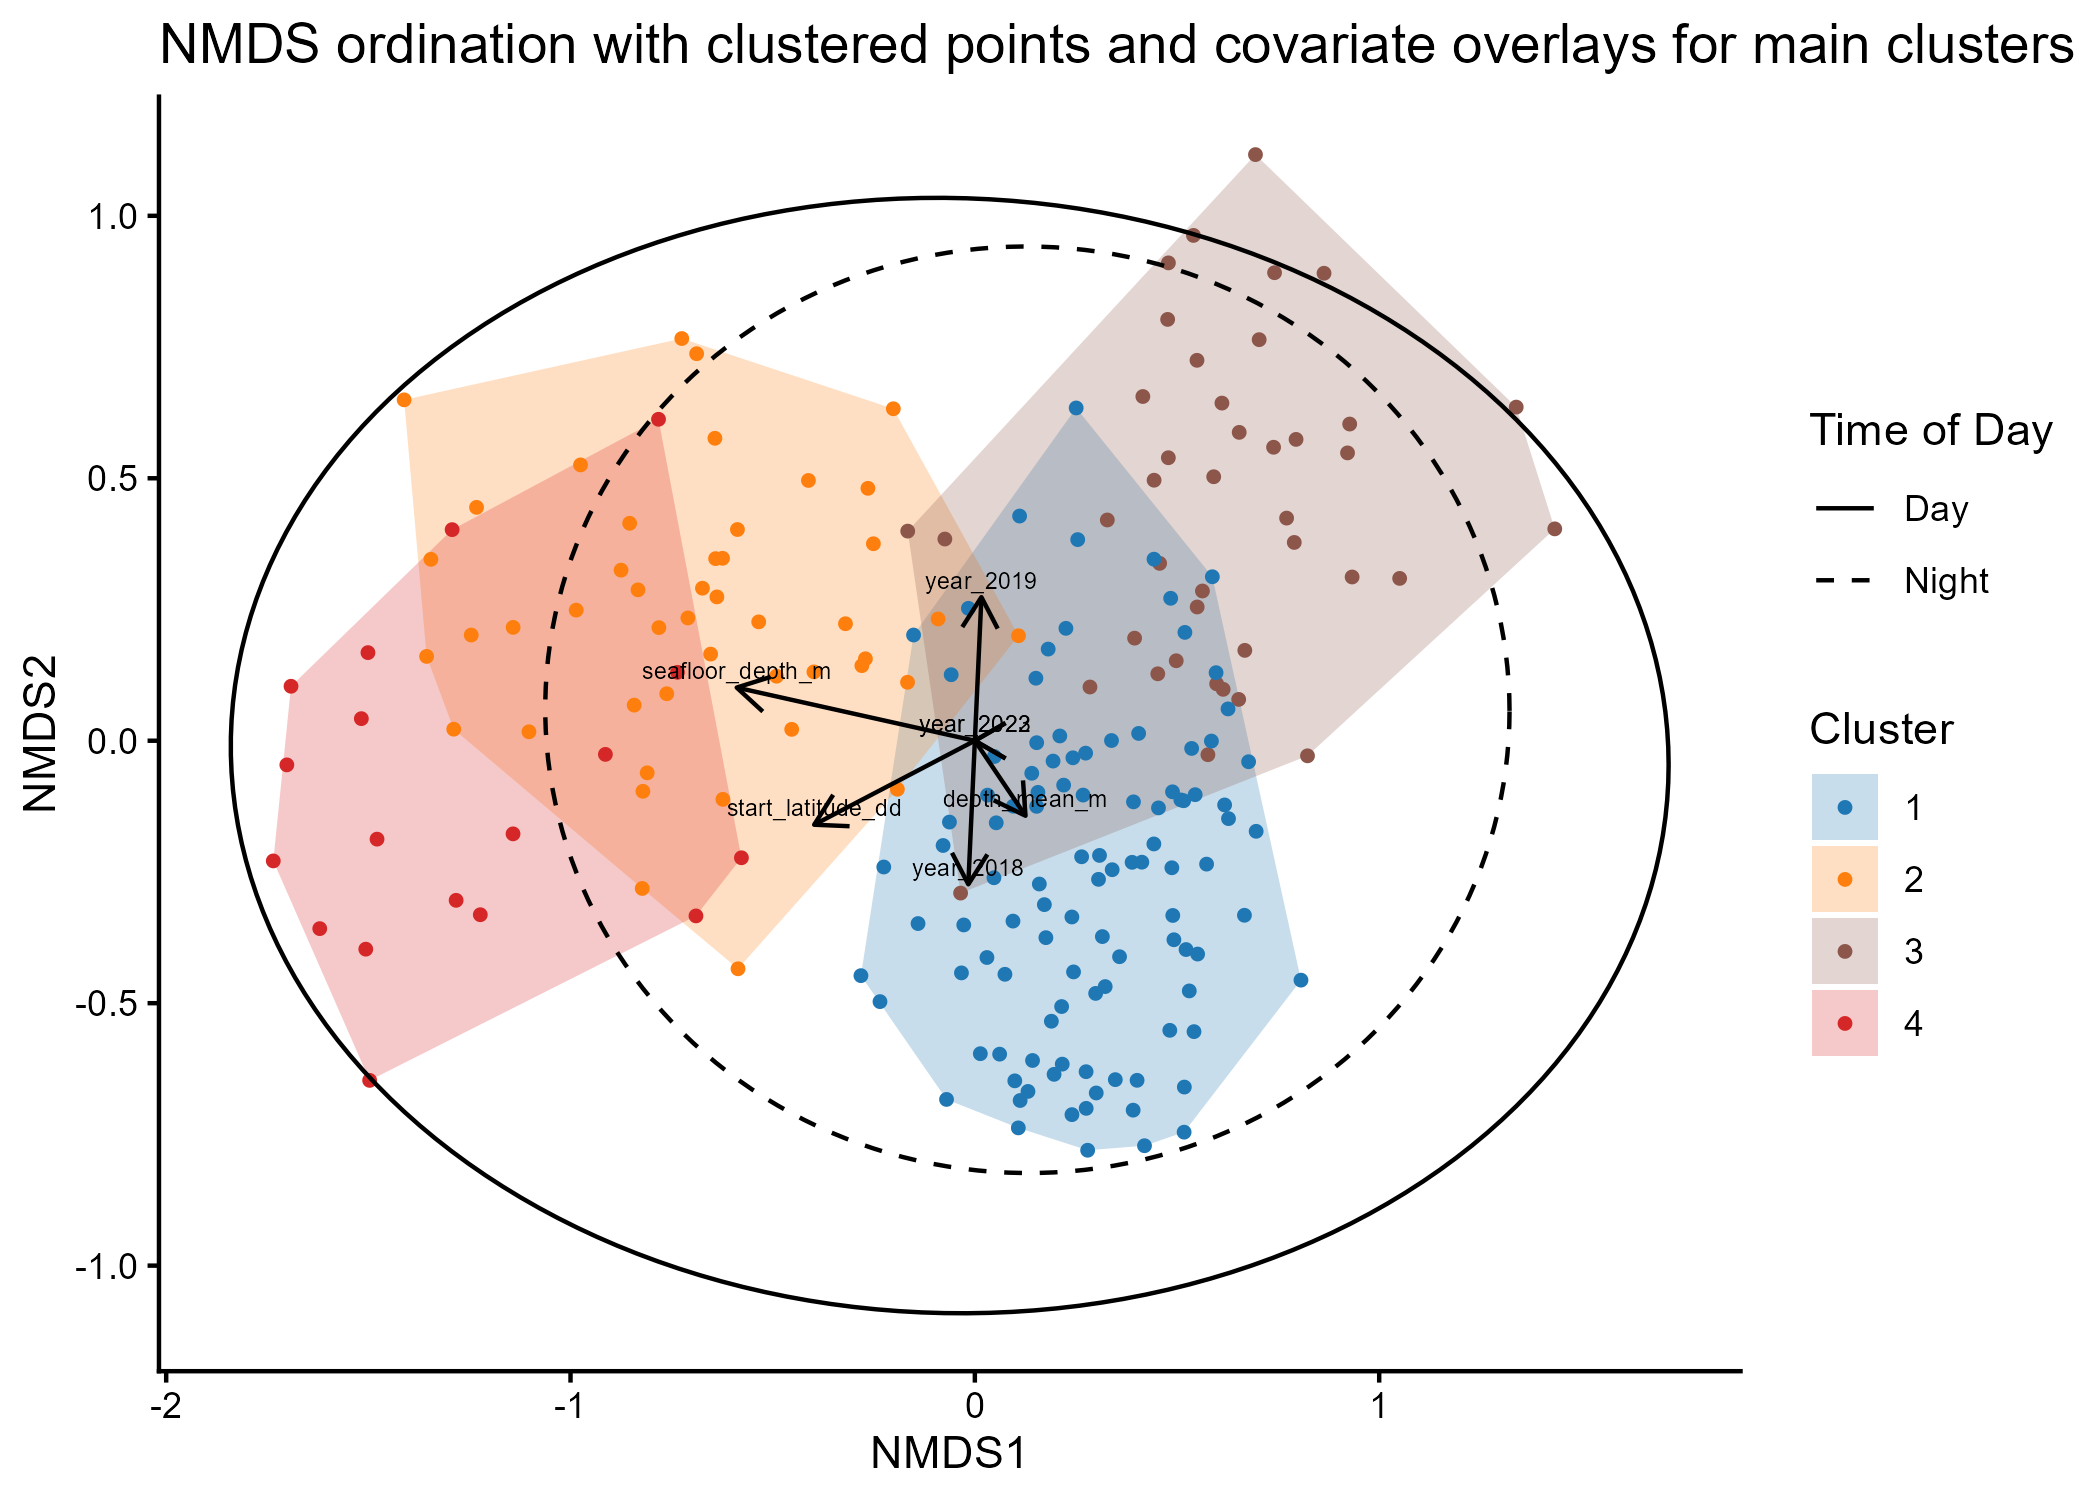 NMDS ordination with clustered points and covariate overlays for main clusters
NMDS2
1.0
0.5
0.0
-0.5
-1.0
year_2019
seafloor_depth_m
start_latitude_dd
depth_mean_m
year_2018
-2
-1
0
1
NMDS1
Time of Day
Day
Night
Cluster
1
2
3
4